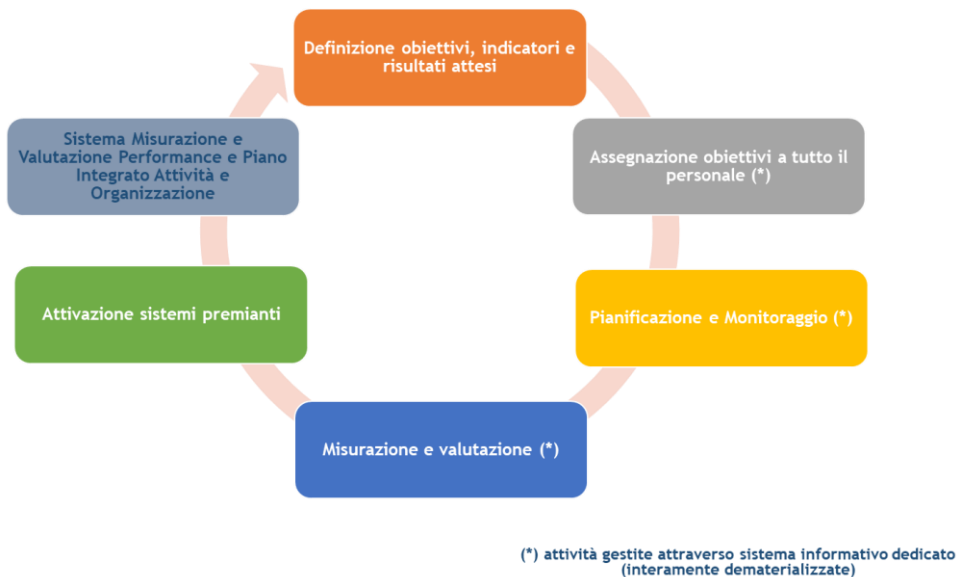 Definizione obiettivi, indicatori e
risultati attesi
Assegnazione obiettivi a tutto il
personale (*)
Pianificazione e Monitoraggio (*)
Misurazione e valutazione (*)
Attivazione sistemi premianti
Sistema Misurazione e
Valutazione Performance e Piano
Integrato Attività e
Organizzazione
(*) attività gestite attraverso sistema informativo dedicato
(interamente dematerializzate)